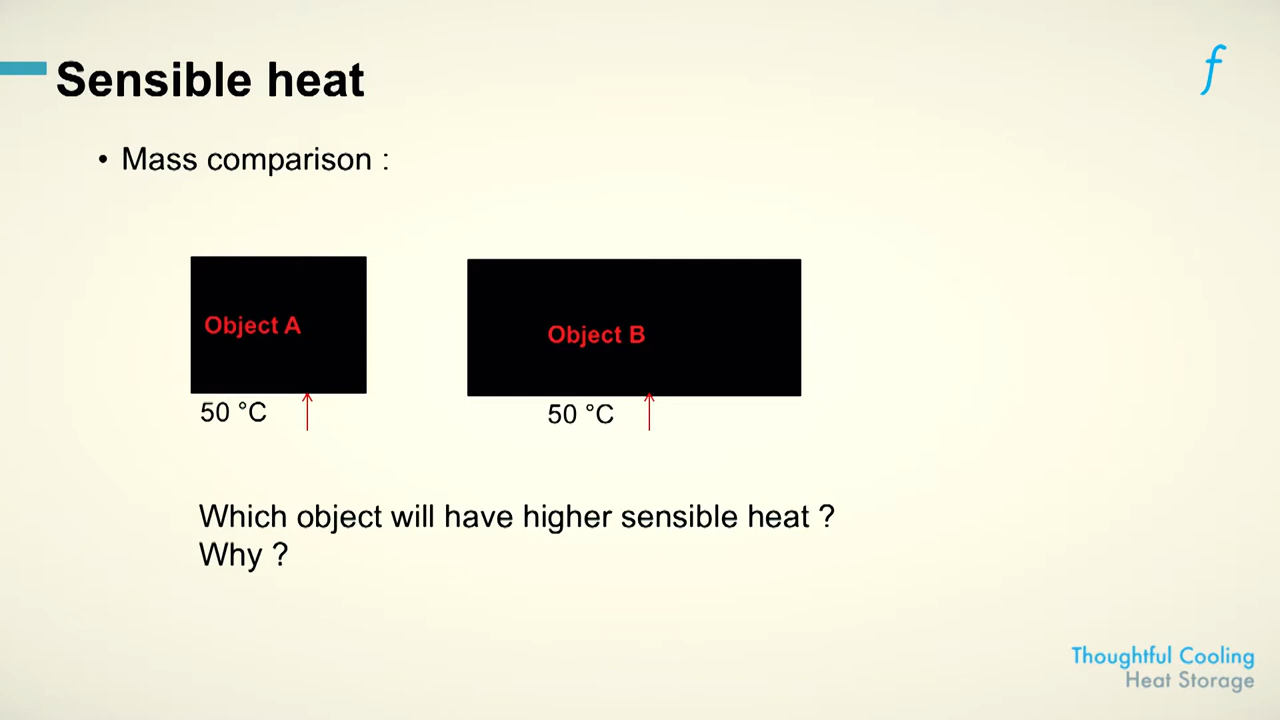 Sensible heat
f
• Mass comparison :
Object A
Object B
50 °C
50 °C
Which object will have higher sensible heat ?
Why ?
Thoughtful Cooling
Heat Storage